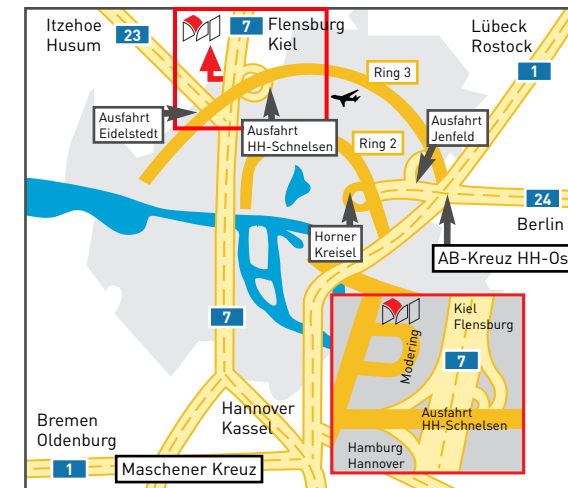 Itzehoe
Husum
23
7
Flensburg
Kiel
Lübeck
Rostock
1
Ring 3
Ausfahrt
Eidelstedt
Ausfahrt
HH-Schnelsen
Ring 2
Ausfahrt
Jenfeld
24
Berlin
Horner
Kreisel
AB-Kreuz HH-Os
7
Kiel
Flensburg
Modering
7
Ausfahrt
HH-Schnelsen
Hamburg
Hannover
Hannover
Kassel
Bremen
Oldenburg
1
Maschener Kreuz